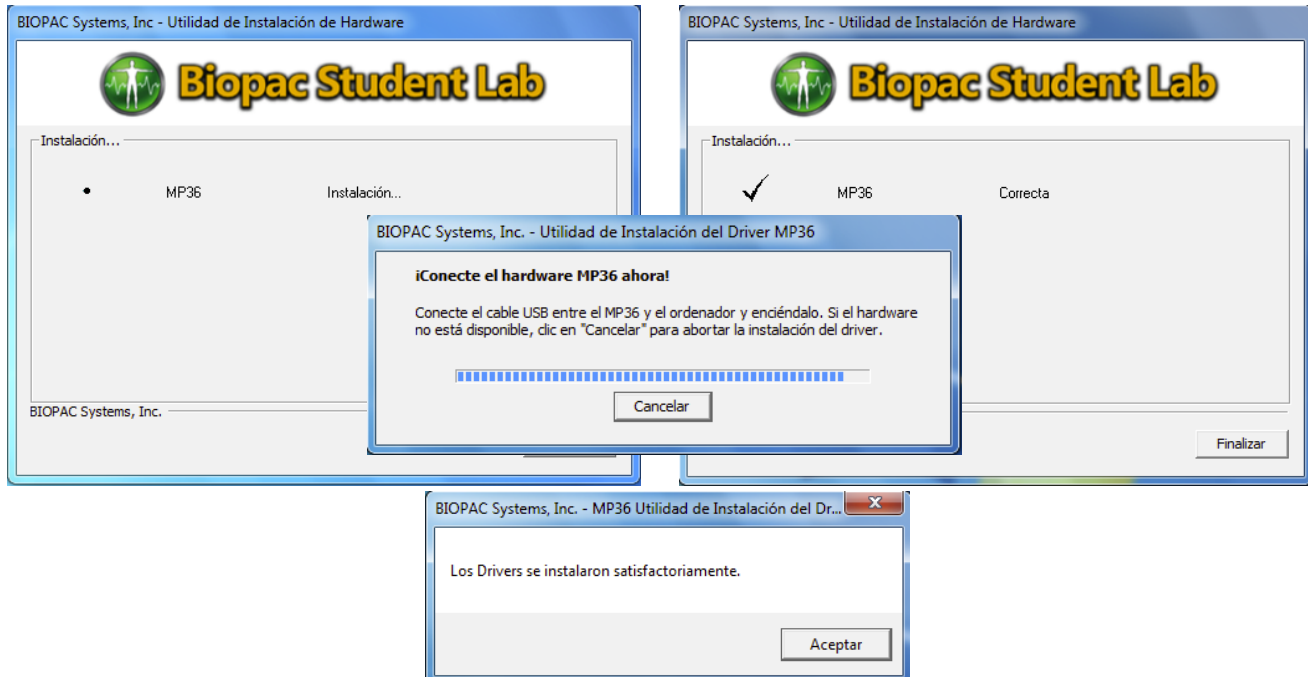 BIOPAC Systems, Inc - Utilidad de Instalación de Hardware
Biopac Student Lab
Instalación...
MP36 Instalación...
BIOPAC Systems, Inc.
BIOPAC Systems, Inc - Utilidad de Instalación de Hardware
Biopac Student Lab
Instalación...
MP36 Correcta
Finalizar
BIOPAC Systems, Inc. - Utilidad de Instalación del Driver MP36
¡Conecte el hardware MP36 ahora!
Conecte el cable USB entre el MP36 y el ordenador y enciéndalo. Si el hardware
no está disponible, clic en "Cancelar" para abortar la instalación del driver.
Cancelar
BIOPAC Systems, Inc. - MP36 Utilidad de Instalación del Dr...
Los Drivers se instalaron satisfactoriamente.
Aceptar